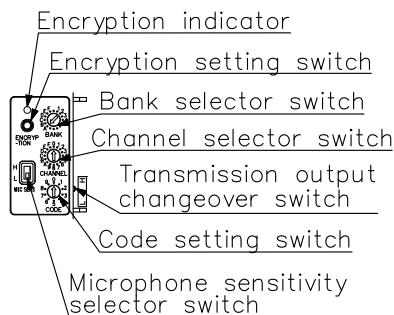 Encryption indicator
Encryption setting switch
Bank selector switch
ENCRYP
-TION
BANK
Channel selector switch
CHANNEL
Transmission output
changeover switch
H
L
MIC SENS
CODE
Code setting switch
Microphone sensitivity
selector switch